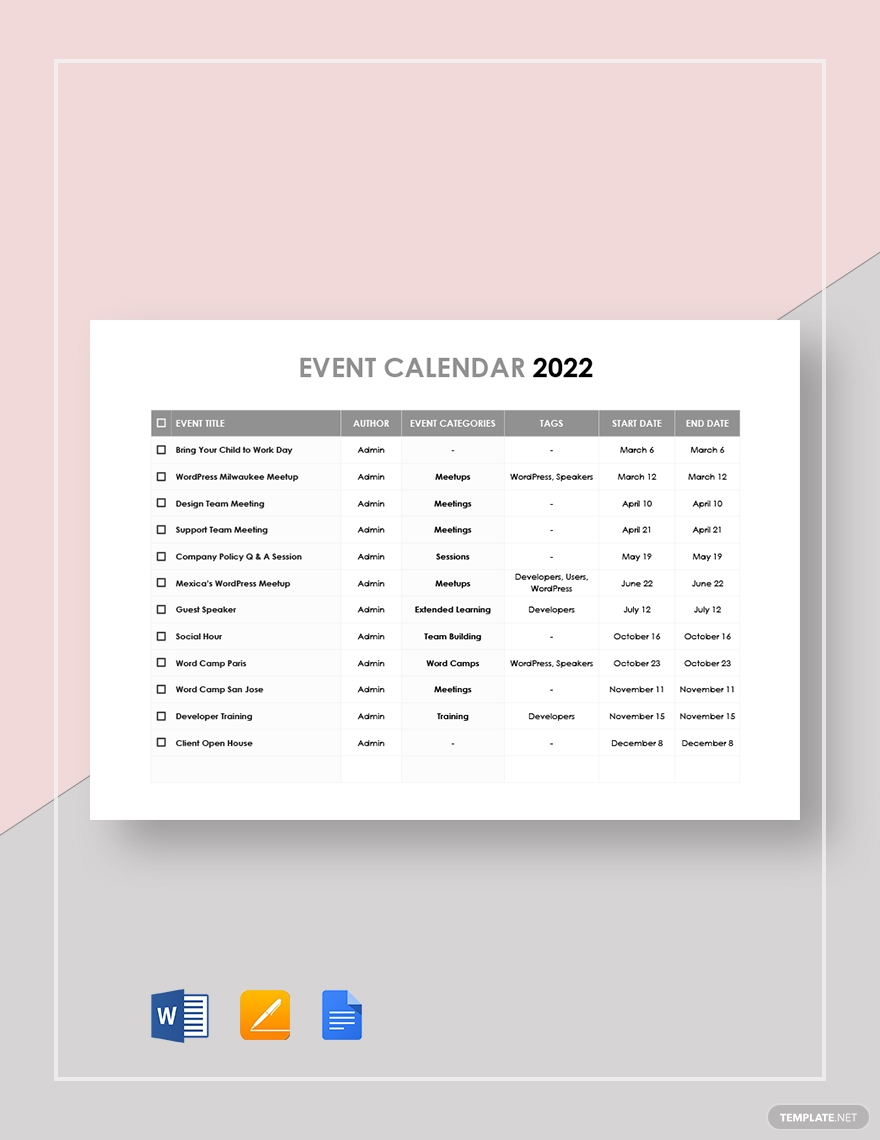 EVENT CALENDAR 2022
EVENT TITLE AUTHOR EVENT CATEGORIES TAGS START DATE END DATE
Bring Your Child to Work Day Admin - - March 6 March 6
WordPress Milwaukee Meetup Admin Meetups WordPress, Speakers March 12 March 12
Design Team Meeting Admin Meetings - April 10 April 10
Support Team Meeting Admin Meetings - April 21 April 21
Company Policy Q & A Session Admin Sessions - May 19 May 19
Mexica's WordPress Meetup Admin Meetups Developers, Users, WordPress June 22 June 22
Guest Speaker Admin Extended Learning Developers July 12 July 12
Social Hour Admin Team Building - October 16 October 16
Word Camp Paris Admin Word Camps WordPress, Speakers October 23 October 23
Word Camp San Jose Admin Meetings - November 11 November 11
Developer Training Admin Training Developers November 15 November 15
Client Open House Admin - - December 8 December 8
W
TEMPLATE.NET